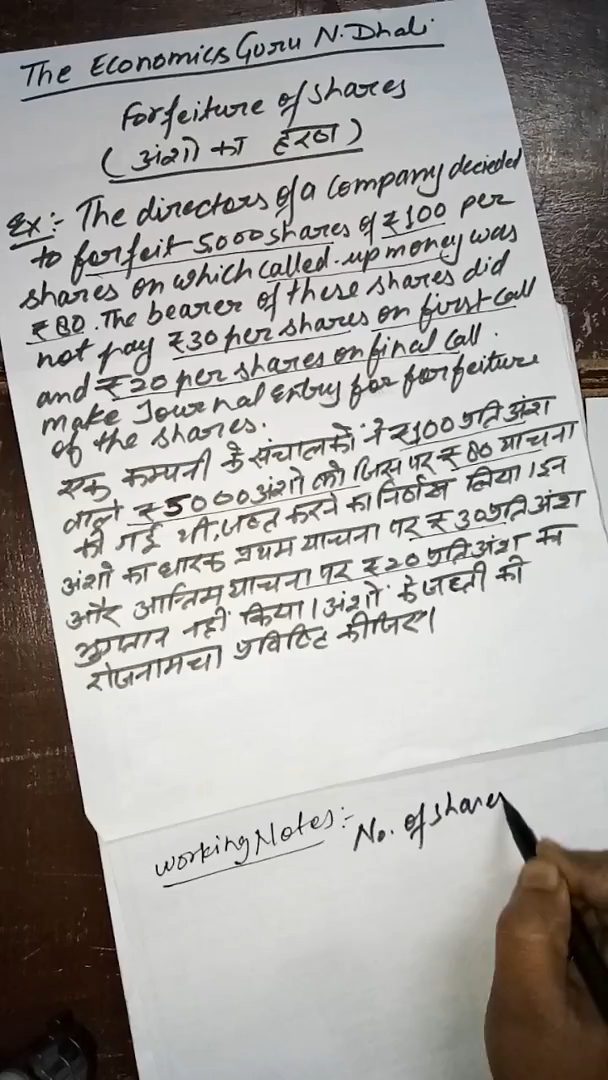 The Economics Guru N. Dhali
Forfeiture of shares
(अंशो का हरण)
Ex:- The directors of a company decieded
to forfeit 5000 shares of ₹100 per
shares on which called-up money was
₹80. The bearer of these shares did
not pay ₹30 per shares on first call
and ₹20 per shares on final call.
make Journal Entry for forfeiture
of the shares.
एक कम्पनी के संचालकों ने ₹100 प्रति अंश
वाले ₹5000 अंशो को जिस पर ₹80 याचना
की गई थी, जब्त करने का निर्णय लिया। इन
अंशो का धारक प्रथम याचना पर ₹30 प्रति अंश
और अन्तिम याचना पर ₹20 प्रति अंश का
भुगतान नहीं किया। अंशो के जब्ती की
रोजनामचा प्रविष्टि कीजिए।
Working Notes:- No. of shares